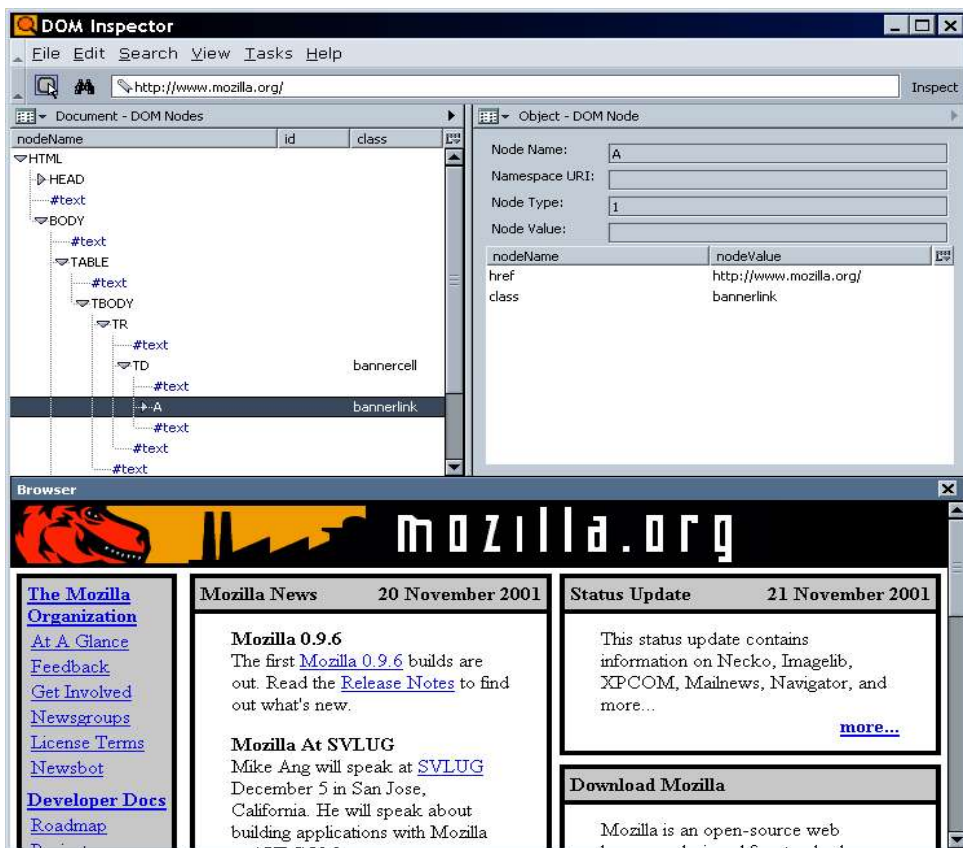 DOM Inspector
File Edit Search View Tasks Help
http://www.mozilla.org/ Inspect
Document - DOM Nodes
nodeName id class
HTML
HEAD
#text
BODY
#text
TABLE
#text
TBODY
TR
#text
TD bannercell
#text
A bannerlink
#text
#text
#text
Object - DOM Node
Node Name: A
Namespace URI:
Node Type: 1
Node Value:
nodeName nodeValue
href http://www.mozilla.org/
class bannerlink
Browser
mozilla.org
The Mozilla
Organization
At A Glance
Feedback
Get Involved
Newsgroups
License Terms
Newsbot
Developer Docs
Roadmap
Mozilla News 20 November 2001
Mozilla 0.9.6
The first Mozilla 0.9.6 builds are
out. Read the Release Notes to find
out what's new.
Mozilla At SVLUG
Mike Ang will speak at SVLUG
December 5 in San Jose,
California. He will speak about
building applications with Mozilla
Status Update 21 November 2001
This status update contains
information on Necko, Imagelib,
XPCOM, Mailnews, Navigator, and
more...
more...
Download Mozilla
Mozilla is an open-source web